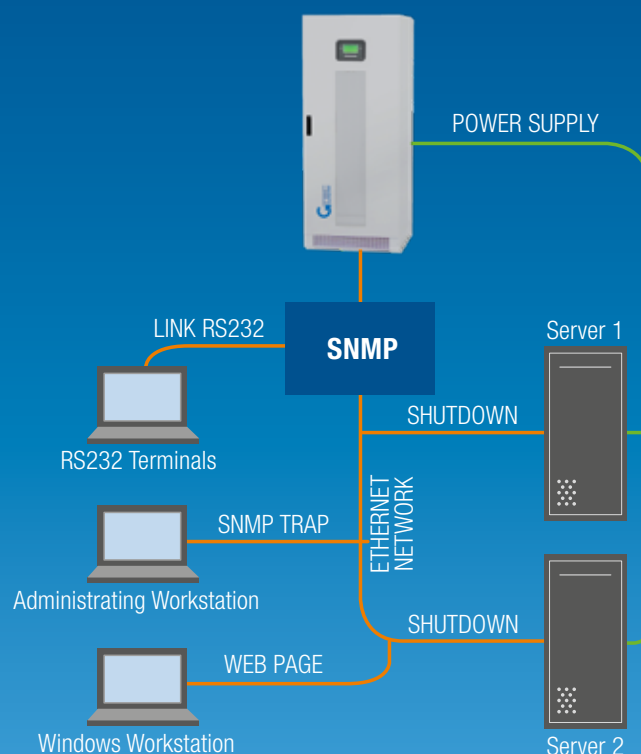 POWER SUPPLY
LINK RS232
SNMP
Server 1
SHUTDOWN
RS232 Terminals
SNMP TRAP
ETHERNET
NETWORK
Administrating Workstation
SHUTDOWN
WEB PAGE
Windows Workstation
Server 2